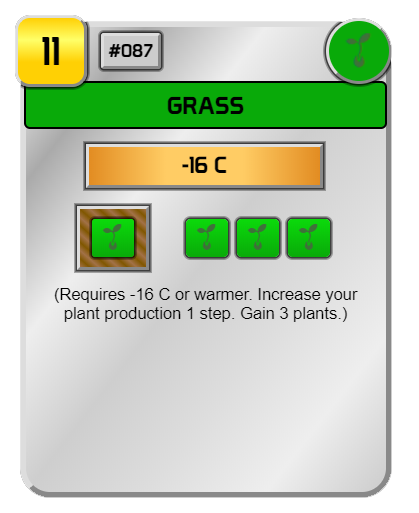 11
#087
GRASS
-16 C
(Requires -16 C or warmer. Increase your
plant production 1 step. Gain 3 plants.)